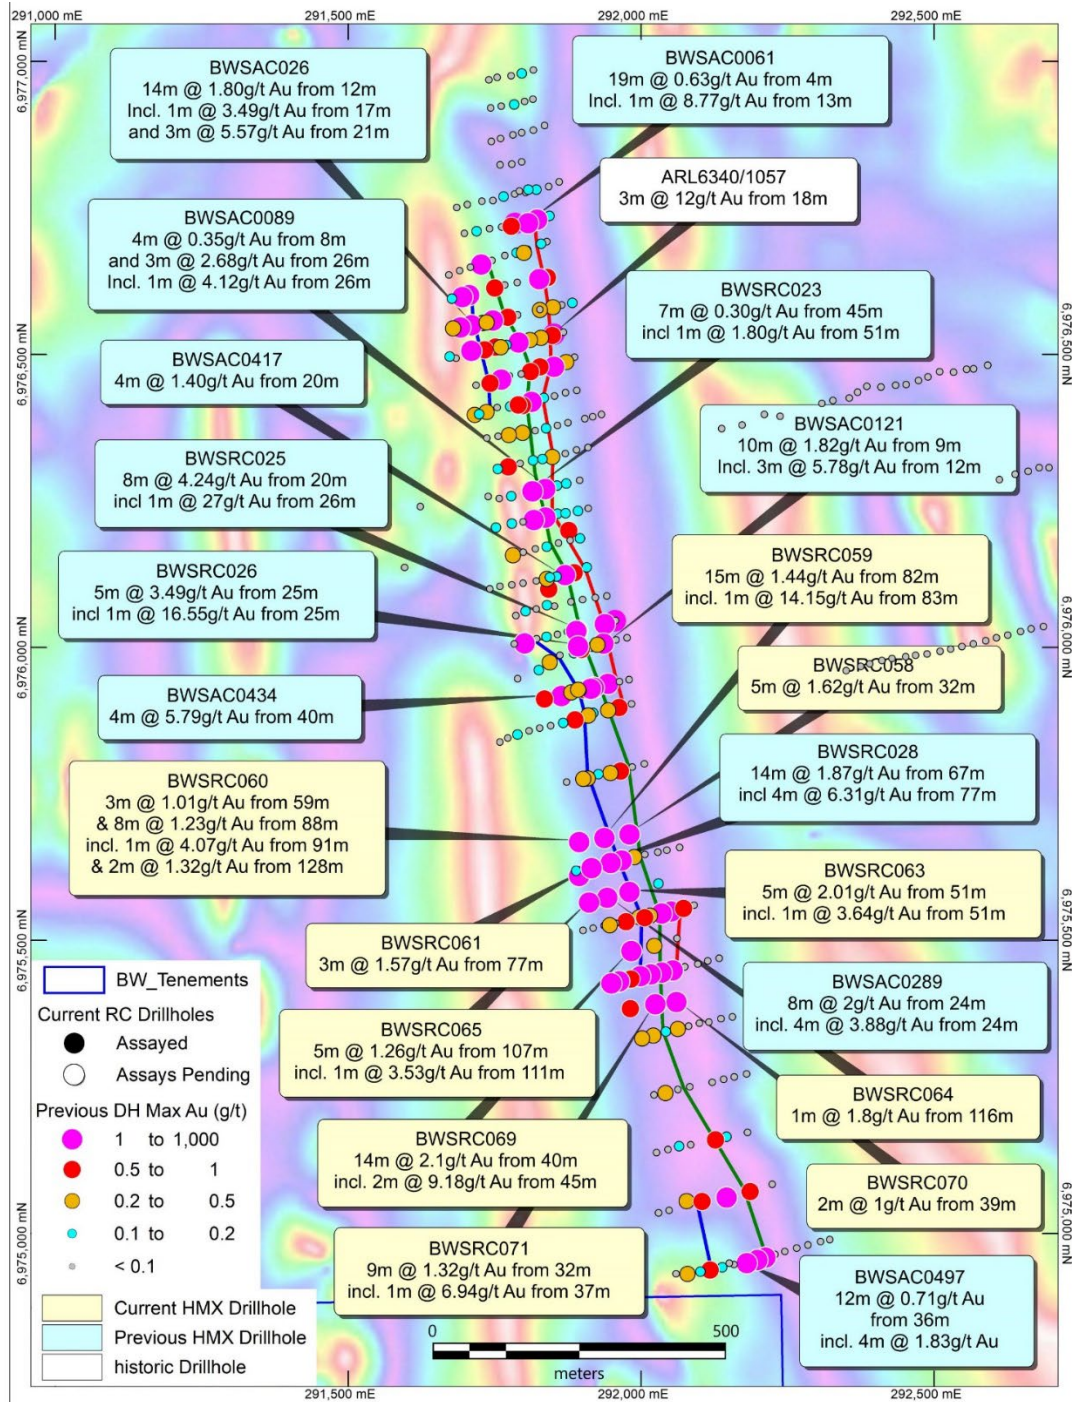 291,000 mE
291,500 mE
292,000 mE
292,500 mE
6,977,000 mN
6,976,500 mN
6,976,000 mN
6,975,500 mN
6,975,000 mN
6,976,500 mN
6,976,000 mN
6,975,500 mN
6,975,000 mN
BWSAC026
14m @ 1.80g/t Au from 12m
Incl. 1m @ 3.49g/t Au from 17m
and 3m @ 5.57g/t Au from 21m
BWSAC0061
19m @ 0.63g/t Au from 4m
Incl. 1m @ 8.77g/t Au from 13m
ARL6340/1057
3m @ 12g/t Au from 18m
BWSAC0089
4m @ 0.35g/t Au from 8m
and 3m @ 2.68g/t Au from 26m
Incl. 1m @ 4.12g/t Au from 26m
BWSRC023
7m @ 0.30g/t Au from 45m
incl 1m @ 1.80g/t Au from 51m
BWSAC0417
4m @ 1.40g/t Au from 20m
BWSAC0121
10m @ 1.82g/t Au from 9m
Incl. 3m @ 5.78g/t Au from 12m
BWSRC025
8m @ 4.24g/t Au from 20m
incl 1m @ 27g/t Au from 26m
BWSRC059
15m @ 1.44g/t Au from 82m
incl. 1m @ 14.15g/t Au from 83m
BWSRC026
5m @ 3.49g/t Au from 25m
incl 1m @ 16.55g/t Au from 25m
BWSRC058
5m @ 1.62g/t Au from 32m
BWSAC0434
4m @ 5.79g/t Au from 40m
BWSRC028
14m @ 1.87g/t Au from 67m
incl 4m @ 6.31g/t Au from 77m
BWSRC060
3m @ 1.01g/t Au from 59m
& 8m @ 1.23g/t Au from 88m
incl. 1m @ 4.07g/t Au from 91m
& 2m @ 1.32g/t Au from 128m
BWSRC063
5m @ 2.01g/t Au from 51m
incl. 1m @ 3.64g/t Au from 51m
BWSRC061
3m @ 1.57g/t Au from 77m
BWSAC0289
8m @ 2g/t Au from 24m
incl. 4m @ 3.88g/t Au from 24m
BWSRC065
5m @ 1.26g/t Au from 107m
incl. 1m @ 3.53g/t Au from 111m
BWSRC064
1m @ 1.8g/t Au from 116m
BWSRC069
14m @ 2.1g/t Au from 40m
incl. 2m @ 9.18g/t Au from 45m
BWSRC070
2m @ 1g/t Au from 39m
BWSRC071
9m @ 1.32g/t Au from 32m
incl. 1m @ 6.94g/t Au from 37m
BWSAC0497
12m @ 0.71g/t Au
from 36m
incl. 4m @ 1.83g/t Au
BW_Tenements
Current RC Drillholes
Assayed
Assays Pending
Previous DH Max Au (g/t)
1 to 1,000
0.5 to 1
0.2 to 0.5
0.1 to 0.2
< 0.1
Current HMX Drillhole
Previous HMX Drillhole
historic Drillhole
0 500
meters
291,500 mE
292,000 mE
292,500 mE